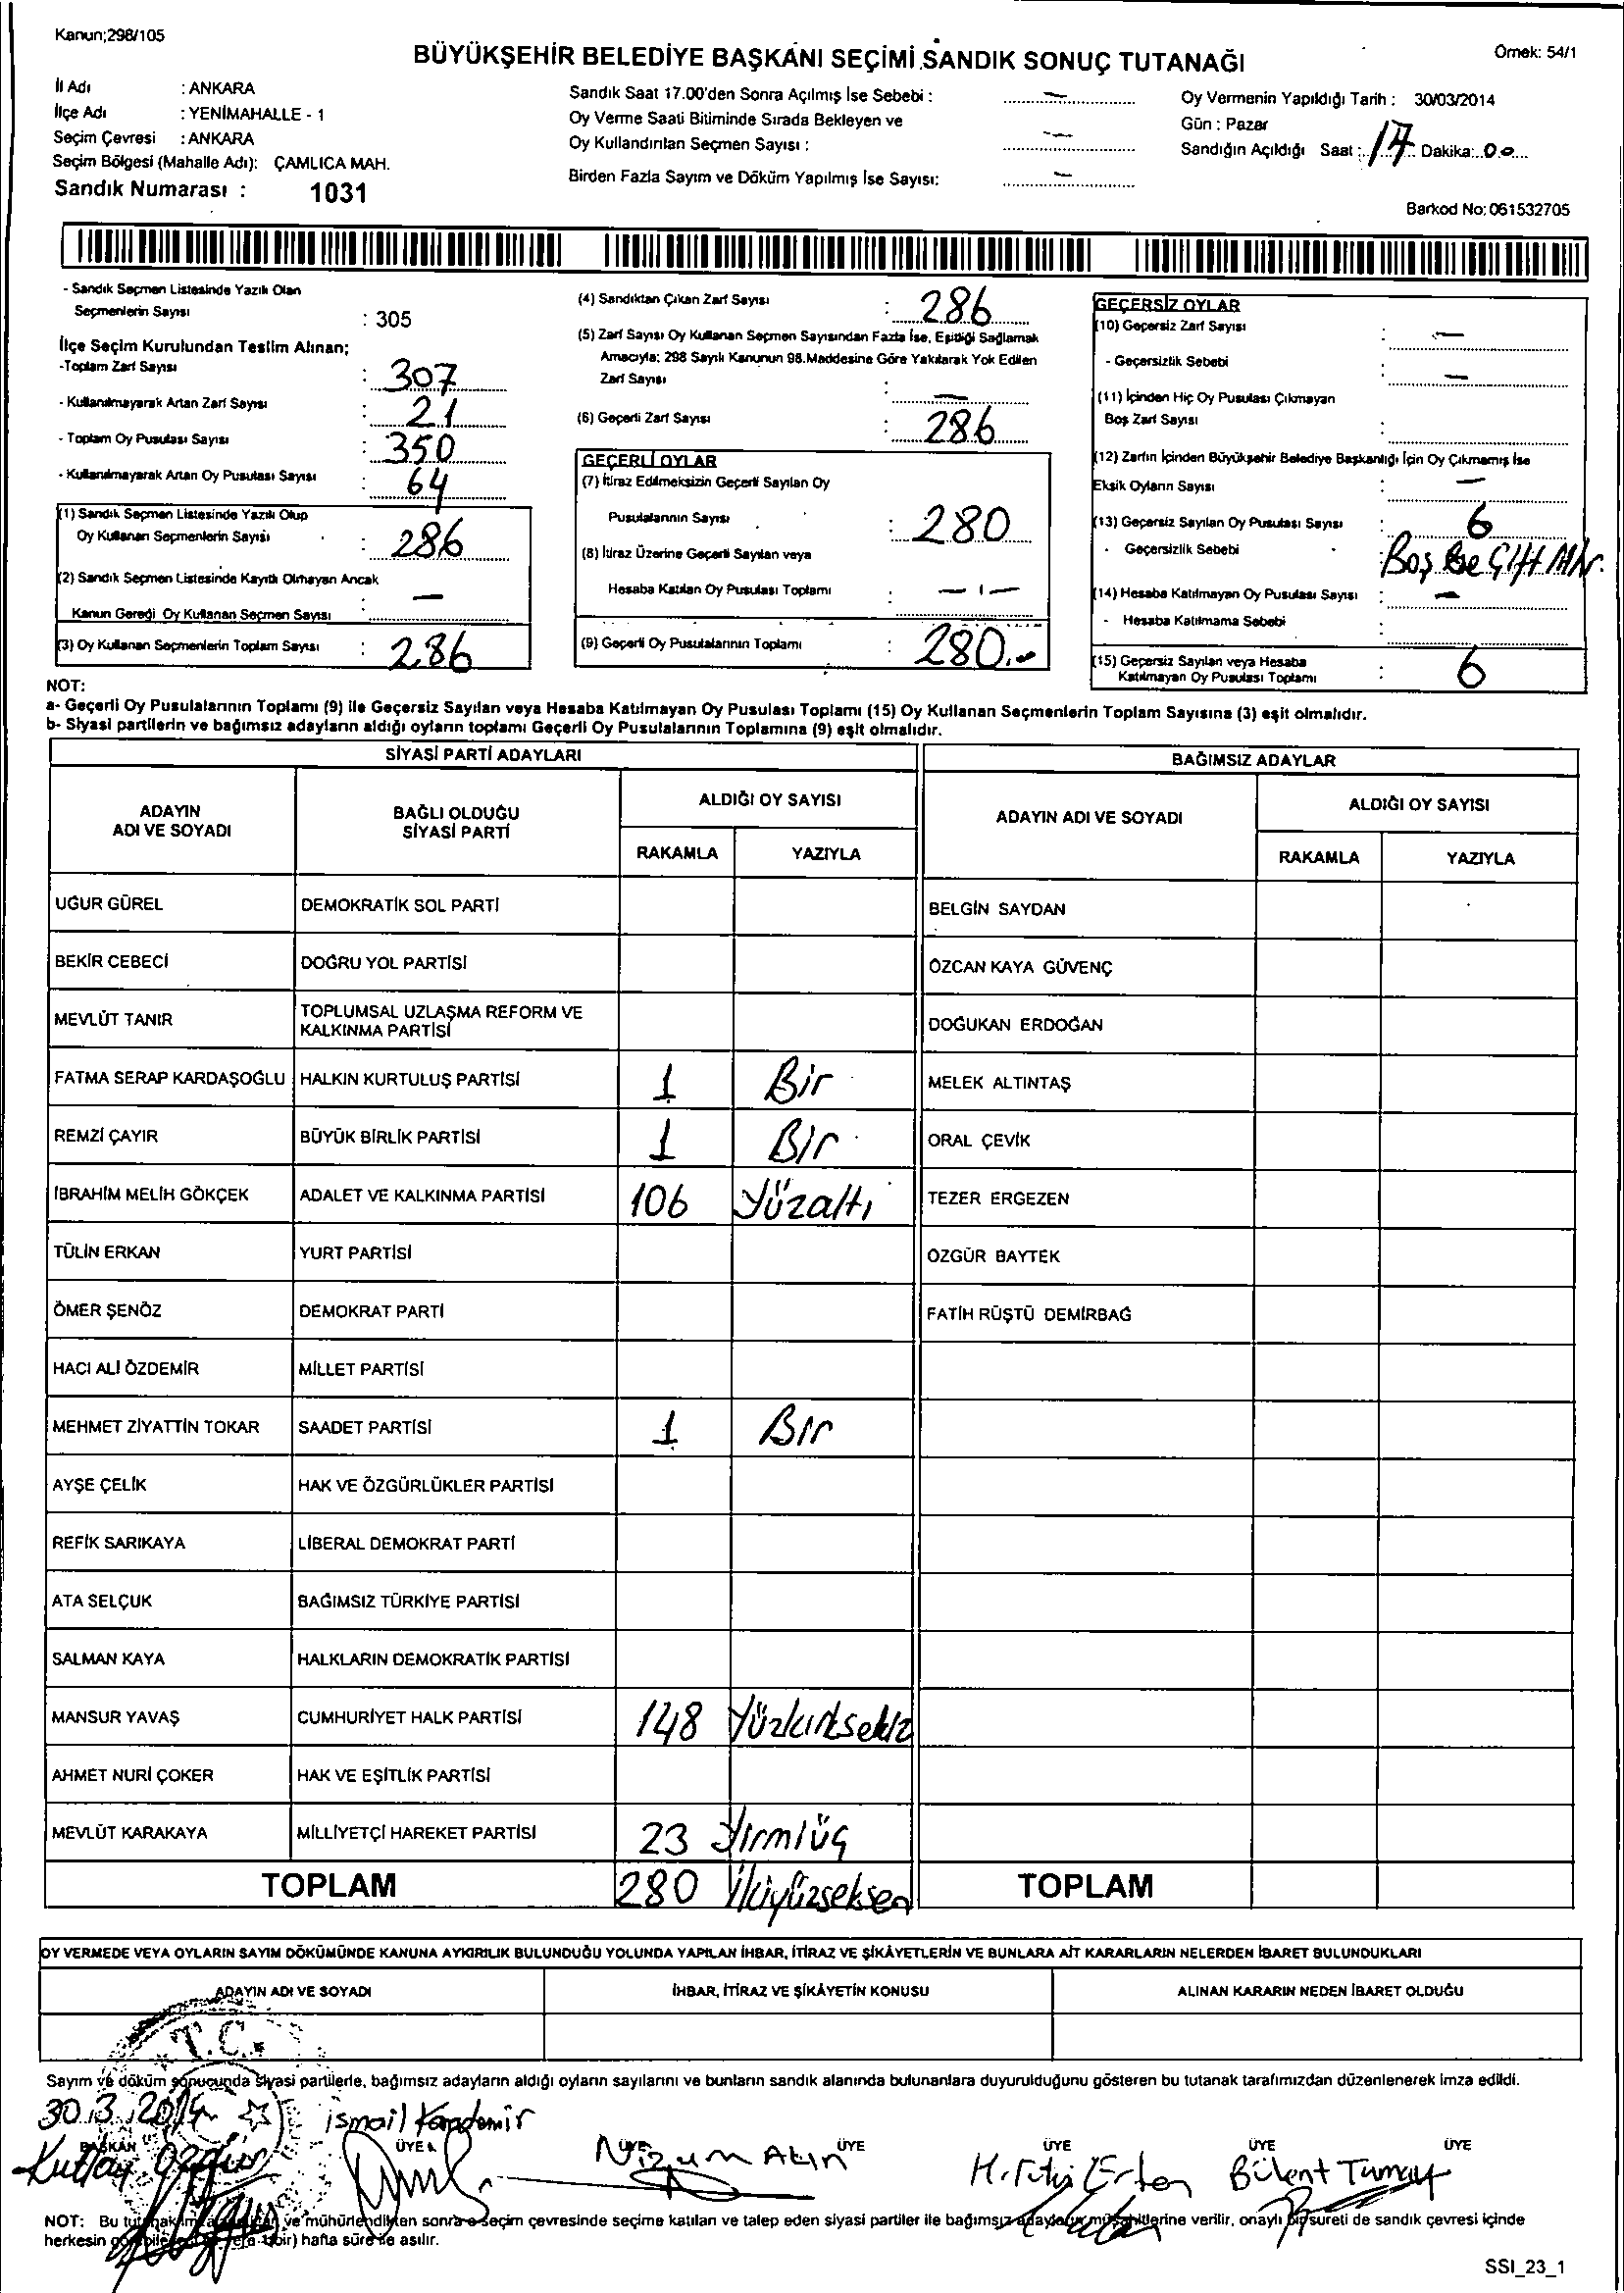 Kanun;298/105
BÜYÜKŞEHİR BELEDİYE BAŞKANI SEÇİMİ SANDIK SONUÇ TUTANAĞI
Örnek: 54/1
İl Adı : ANKARA
İlçe Adı : YENİMAHALLE - 1
Seçim Çevresi : ANKARA
Seçim Bölgesi (Mahalle Adı): ÇAMLICA MAH.
Sandık Numarası : 1031
Sandık Saat 17.00'den Sonra Açılmış İse Sebebi : —
Oy Verme Saati Bitiminde Sırada Bekleyen ve
Oy Kullandırılan Seçmen Sayısı : —
Birden Fazla Sayım ve Döküm Yapılmış İse Sayısı: —
Oy Vermenin Yapıldığı Tarih : 30/03/2014
Gün : Pazar
Sandığın Açıldığı Saat : 17 Dakika: 00
Barkod No: 061532705
- Sandık Seçmen Listesinde Yazılı Olan
Seçmenlerin Sayısı : 305
İlçe Seçim Kurulundan Teslim Alınan;
-Toplam Zarf Sayısı : 307
- Kullanılmayarak Artan Zarf Sayısı : 21
- Toplam Oy Pusulası Sayısı : 350
- Kullanılmayarak Artan Oy Pusulası Sayısı : 64
(1) Sandık Seçmen Listesinde Yazılı Olup
Oy Kullanan Seçmenlerin Sayısı : 286
(2) Sandık Seçmen Listesinde Kayıtlı Olmayan Ancak
Kanun Gereği Oy Kullanan Seçmen Sayısı : —
(3) Oy Kullanan Seçmenlerin Toplam Sayısı : 286
(4) Sandıktan Çıkan Zarf Sayısı : 286
(5) Zarf Sayısı Oy Kullanan Seçmen Sayısından Fazla İse, Eşitliği Sağlamak
Amacıyla; 298 Sayılı Kanunun 98.Maddesine Göre Yakılarak Yok Edilen
Zarf Sayısı : —
(6) Geçerli Zarf Sayısı : 286
GEÇERLİ OYLAR
(7) İtiraz Edilmeksizin Geçerli Sayılan Oy
Pusulalarının Sayısı : 280
(8) İtiraz Üzerine Geçerli Sayılan veya
Hesaba Katılan Oy Pusulası Toplamı : — ı —
(9) Geçerli Oy Pusulalarının Toplamı : 280.-
GEÇERSİZ OYLAR
(10) Geçersiz Zarf Sayısı : —
- Geçersizlik Sebebi : —
(11) İçinden Hiç Oy Pusulası Çıkmayan
Boş Zarf Sayısı :
(12) Zarfın İçinden Büyükşehir Belediye Başkanlığı İçin Oy Çıkmamış İse
Eksik Oyların Sayısı : —
(13) Geçersiz Sayılan Oy Pusulası Sayısı : 6
- Geçersizlik Sebebi : Boş Çift
(14) Hesaba Katılmayan Oy Pusulası Sayısı : —
- Hesaba Katılmama Sebebi :
(15) Geçersiz Sayılan veya Hesaba
Katılmayan Oy Pusulası Toplamı : 6
NOT:
a- Geçerli Oy Pusulalarının Toplamı (9) ile Geçersiz Sayılan veya Hesaba Katılmayan Oy Pusulası Toplamı (15) Oy Kullanan Seçmenlerin Toplam Sayısına (3) eşit olmalıdır.
b- Siyasi partilerin ve bağımsız adayların aldığı oyların toplamı Geçerli Oy Pusulalarının Toplamına (9) eşit olmalıdır.
SİYASİ PARTİ ADAYLARI BAĞIMSIZ ADAYLAR
ADAYIN ADI VE SOYADI BAĞLI OLDUĞU SİYASİ PARTİ ALDIĞI OY SAYISI ADAYIN ADI VE SOYADI ALDIĞI OY SAYISI
RAKAMLA YAZIYLA RAKAMLA YAZIYLA
UĞUR GÜREL DEMOKRATİK SOL PARTİ BELGİN SAYDAN
BEKİR CEBECİ DOĞRU YOL PARTİSİ ÖZCAN KAYA GÜVENÇ
MEVLÜT TANIR TOPLUMSAL UZLAŞMA REFORM VE KALKINMA PARTİSİ DOĞUKAN ERDOĞAN
FATMA SERAP KARDAŞOĞLU HALKIN KURTULUŞ PARTİSİ 1 Bir MELEK ALTINTAŞ
REMZİ ÇAYIR BÜYÜK BİRLİK PARTİSİ 1 Bir ORAL ÇEVİK
İBRAHİM MELİH GÖKÇEK ADALET VE KALKINMA PARTİSİ 106 Yüzaltı TEZER ERGEZEN
TÜLİN ERKAN YURT PARTİSİ ÖZGÜR BAYTEK
ÖMER ŞENÖZ DEMOKRAT PARTİ FATİH RÜŞTÜ DEMİRBAĞ
HACI ALİ ÖZDEMİR MİLLET PARTİSİ
MEHMET ZİYATTİN TOKAR SAADET PARTİSİ 1 Bir
AYŞE ÇELİK HAK VE ÖZGÜRLÜKLER PARTİSİ
REFİK SARIKAYA LİBERAL DEMOKRAT PARTİ
ATA SELÇUK BAĞIMSIZ TÜRKİYE PARTİSİ
SALMAN KAYA HALKLARIN DEMOKRATİK PARTİSİ
MANSUR YAVAŞ CUMHURİYET HALK PARTİSİ 148 Yüzkırksekiz
AHMET NURİ ÇOKER HAK VE EŞİTLİK PARTİSİ
MEVLÜT KARAKAYA MİLLİYETÇİ HAREKET PARTİSİ 23 Yirmiüç
TOPLAM 280 İkiyüzseksen TOPLAM
OY VERMEDE VEYA OYLARIN SAYIM DÖKÜMÜNDE KANUNA AYKIRILIK BULUNDUĞU YOLUNDA YAPILAN İHBAR, İTİRAZ VE ŞİKÂYETLERİN VE BUNLARA AİT KARARLARIN NELERDEN İBARET BULUNDUKLARI
ADAYIN ADI VE SOYADI İHBAR, İTİRAZ VE ŞİKÂYETİN KONUSU ALINAN KARARIN NEDEN İBARET OLDUĞU
T.C.
Sayım ve döküm sonucunda siyasi partilerle, bağımsız adayların aldığı oyların sayılarını ve bunların sandık alanında bulunanlara duyurulduğunu gösteren bu tutanak tarafımızdan düzenlenerek imza edildi.
30.3.2014 ismail Karademir
BAŞKAN ÜYE ÜYE ÜYE ÜYE ÜYE ÜYE
Kutlay Nizam Akın Bülent
NOT: Bu tutanak ve mühürlendikten sonra o seçim çevresinde seçime katılan ve talep eden siyasi partiler ile bağımsız adayların müşahitlerine verilir, onaylı bir sureti de sandık çevresi içinde
herkesin bir) hafta süre ile asılır.
SSI_23_1